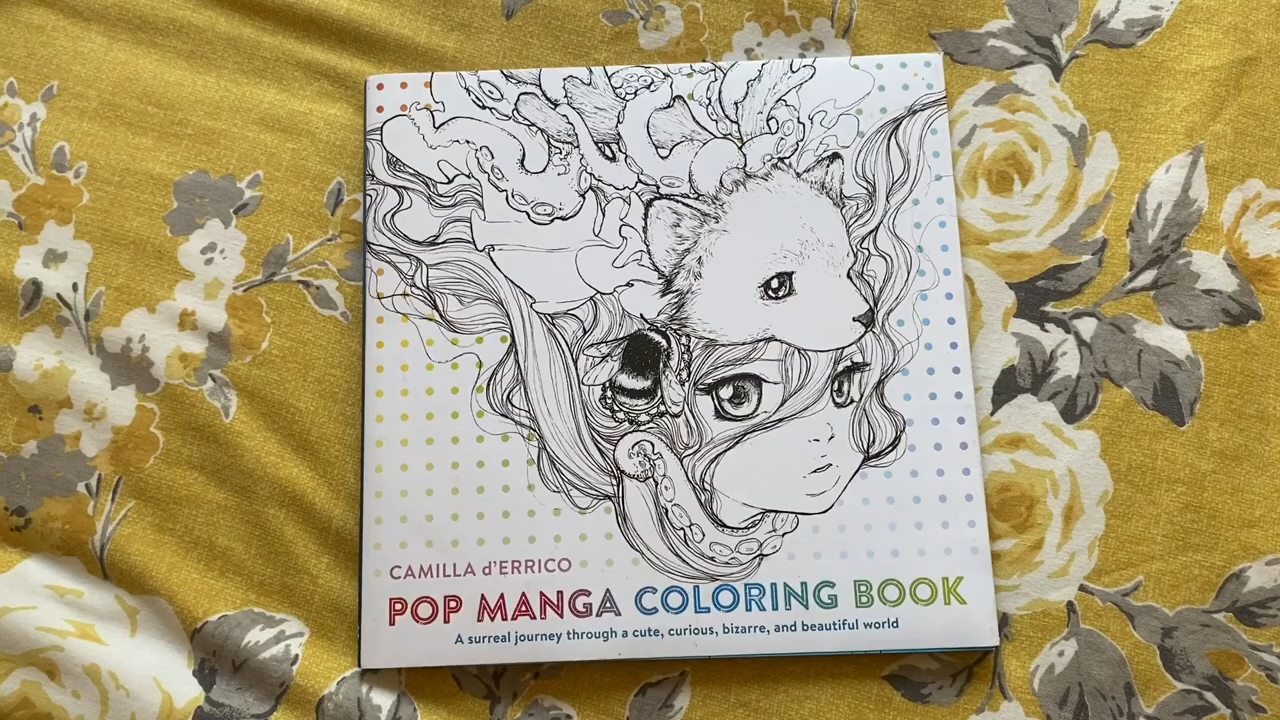 CAMILLA d'ERRICO
POP MANGA COLORING BOOK
A surreal journey through a cute, curious, bizarre, and beautiful world